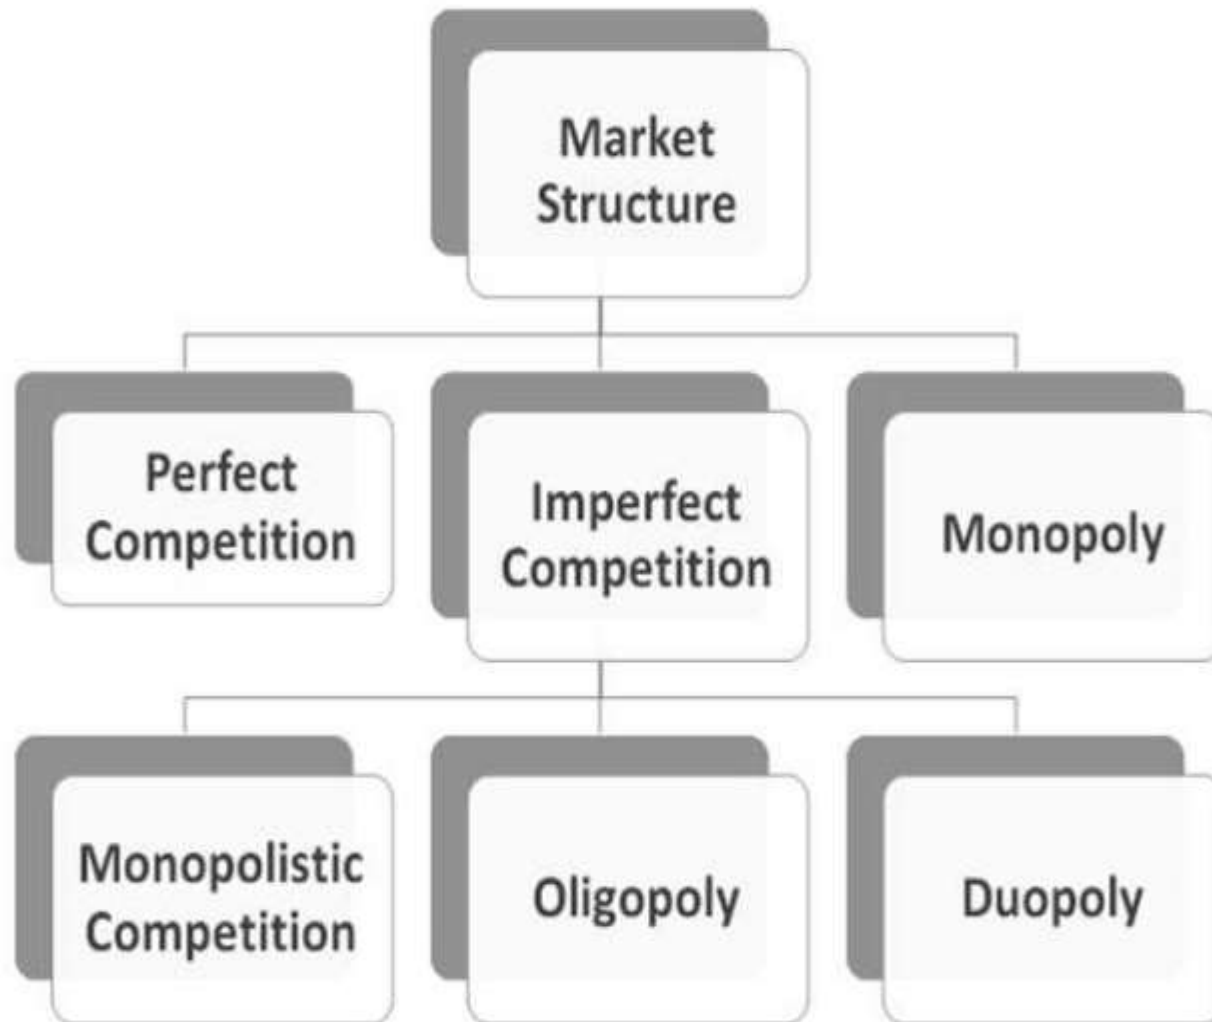 Market
Structure
Perfect
Competition
Imperfect
Competition
Monopoly
Monopolistic
Competition
Oligopoly
Duopoly